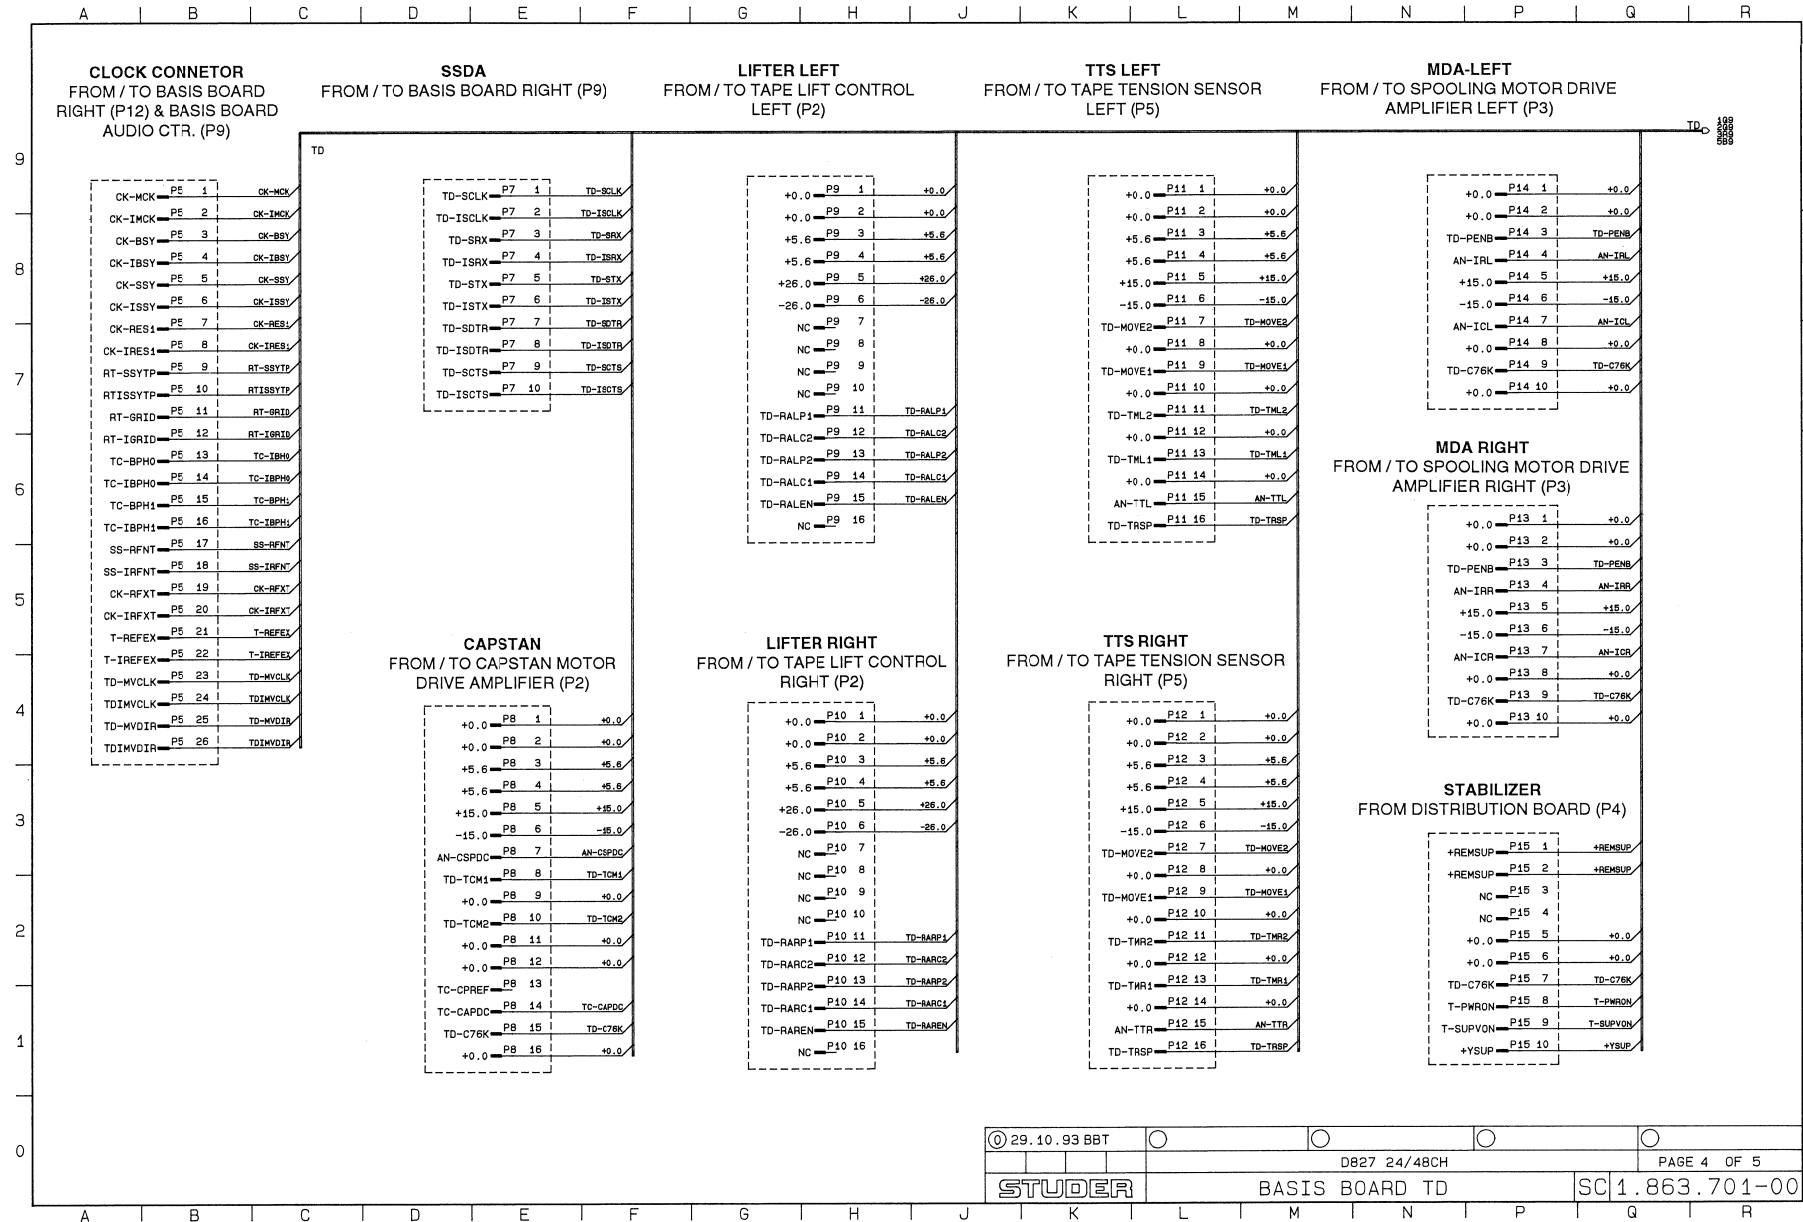 A B C D E F G H J K L M N P Q R
CLOCK CONNETOR
FROM / TO BASIS BOARD
RIGHT (P12) & BASIS BOARD
AUDIO CTR. (P9)
SSDA
FROM / TO BASIS BOARD RIGHT (P9)
LIFTER LEFT
FROM / TO TAPE LIFT CONTROL
LEFT (P2)
TTS LEFT
FROM / TO TAPE TENSION SENSOR
LEFT (P5)
MDA-LEFT
FROM / TO SPOOLING MOTOR DRIVE
AMPLIFIER LEFT (P3)
TD
TD
5B9
9
8
7
6
5
4
3
2
1
0
CK-MCK P5 1 CK-MCK
CK-IMCK P5 2 CK-IMCK
CK-BSY P5 3 CK-BSY
CK-IBSY P5 4 CK-IBSY
CK-SSY P5 5 CK-SSY
CK-ISSY P5 6 CK-ISSY
CK-RES1 P5 7 CK-RES1
CK-IRES1 P5 8 CK-IRES1
RT-SSYTP P5 9 RT-SSYTP
RTISSYTP P5 10 RTISSYTP
RT-GRID P5 11 RT-GRID
RT-IGRID P5 12 RT-IGRID
TC-BPH0 P5 13 TC-IBH0
TC-IBPH0 P5 14 TC-IBPH0
TC-BPH1 P5 15 TC-BPH1
TC-IBPH1 P5 16 TC-IBPH1
SS-RFNT P5 17 SS-RFNT
SS-IRFNT P5 18 SS-IRFNT
CK-RFXT P5 19 CK-RFXT
CK-IRFXT P5 20 CK-IRFXT
T-REFEX P5 21 T-REFEX
T-IREFEX P5 22 T-IREFEX
TD-MVCLK P5 23 TD-MVCLK
TDIMVCLK P5 24 TDIMVCLK
TD-MVDIR P5 25 TD-MVDIR
TDIMVDIR P5 26 TDIMVDIR
TD-SCLK P7 1 TD-SCLK
TD-ISCLK P7 2 TD-ISCLK
TD-SRX P7 3 TD-SRX
TD-ISRX P7 4 TD-ISRX
TD-STX P7 5 TD-STX
TD-ISTX P7 6 TD-ISTX
TD-SDTR P7 7 TD-SDTR
TD-ISDTR P7 8 TD-ISDTR
TD-SCTS P7 9 TD-SCTS
TD-ISCTS P7 10 TD-ISCTS
CAPSTAN
FROM / TO CAPSTAN MOTOR
DRIVE AMPLIFIER (P2)
+0.0 P8 1 +0.0
+0.0 P8 2 +0.0
+5.6 P8 3 +5.6
+5.6 P8 4 +5.6
+15.0 P8 5 +15.0
-15.0 P8 6 -15.0
AN-CSPDC P8 7 AN-CSPDC
TD-TCM1 P8 8 TD-TCM1
+0.0 P8 9 +0.0
TD-TCM2 P8 10 TD-TCM2
+0.0 P8 11 +0.0
+0.0 P8 12 +0.0
TC-CPREF P8 13
TC-CAPDC P8 14 TC-CAPDC
TD-C76K P8 15 TD-C76K
+0.0 P8 16 +0.0
+0.0 P9 1 +0.0
+0.0 P9 2 +0.0
+5.6 P9 3 +5.6
+5.6 P9 4 +5.6
+26.0 P9 5 +26.0
-26.0 P9 6 -26.0
NC P9 7
NC P9 8
NC P9 9
NC P9 10
TD-RALP1 P9 11 TD-RALP1
TD-RALC2 P9 12 TD-RALC2
TD-RALP2 P9 13 TD-RALP2
TD-RALC1 P9 14 TD-RALC1
TD-RALEN P9 15 TD-RALEN
NC P9 16
LIFTER RIGHT
FROM / TO TAPE LIFT CONTROL
RIGHT (P2)
+0.0 P10 1 +0.0
+0.0 P10 2 +0.0
+5.6 P10 3 +5.6
+5.6 P10 4 +5.6
+26.0 P10 5 +26.0
-26.0 P10 6 -26.0
NC P10 7
NC P10 8
NC P10 9
NC P10 10
TD-RARP1 P10 11 TD-RARP1
TD-RARC2 P10 12 TD-RARC2
TD-RARP2 P10 13 TD-RARP2
TD-RARC1 P10 14 TD-RARC1
TD-RAREN P10 15 TD-RAREN
NC P10 16
+0.0 P11 1 +0.0
+0.0 P11 2 +0.0
+5.6 P11 3 +5.6
+5.6 P11 4 +5.6
+15.0 P11 5 +15.0
-15.0 P11 6 -15.0
TD-MOVE2 P11 7 TD-MOVE2
+0.0 P11 8 +0.0
TD-MOVE1 P11 9 TD-MOVE1
+0.0 P11 10 +0.0
TD-TML2 P11 11 TD-TML2
+0.0 P11 12 +0.0
TD-TML1 P11 13 TD-TML1
+0.0 P11 14 +0.0
AN-TTL P11 15 AN-TTL
TD-TRSP P11 16 TD-TRSP
TTS RIGHT
FROM / TO TAPE TENSION SENSOR
RIGHT (P5)
+0.0 P12 1 +0.0
+0.0 P12 2 +0.0
+5.6 P12 3 +5.6
+5.6 P12 4 +5.6
+15.0 P12 5 +15.0
-15.0 P12 6 -15.0
TD-MOVE2 P12 7 TD-MOVE2
+0.0 P12 8 +0.0
TD-MOVE1 P12 9 TD-MOVE1
+0.0 P12 10 +0.0
TD-TMR2 P12 11 TD-TMR2
+0.0 P12 12 +0.0
TD-TMR1 P12 13 TD-TMR1
+0.0 P12 14 +0.0
AN-TTR P12 15 AN-TTR
TD-TRSP P12 16 TD-TRSP
+0.0 P14 1 +0.0
+0.0 P14 2 +0.0
TD-PENB P14 3 TD-PENB
AN-IRL P14 4 AN-IRL
+15.0 P14 5 +15.0
-15.0 P14 6 -15.0
AN-ICL P14 7 AN-ICL
+0.0 P14 8 +0.0
TD-C76K P14 9 TD-C76K
+0.0 P14 10 +0.0
MDA RIGHT
FROM / TO SPOOLING MOTOR DRIVE
AMPLIFIER RIGHT (P3)
+0.0 P13 1 +0.0
+0.0 P13 2 +0.0
TD-PENB P13 3 TD-PENB
AN-IRR P13 4 AN-IRR
+15.0 P13 5 +15.0
-15.0 P13 6 -15.0
AN-ICR P13 7 AN-ICR
+0.0 P13 8 +0.0
TD-C76K P13 9 TD-C76K
+0.0 P13 10 +0.0
STABILIZER
FROM DISTRIBUTION BOARD (P4)
+REMSUP P15 1 +REMSUP
+REMSUP P15 2 +REMSUP
NC P15 3
NC P15 4
+0.0 P15 5 +0.0
+0.0 P15 6 +0.0
TD-C76K P15 7 TD-C76K
T-PWRON P15 8 T-PWRON
T-SUPVON P15 9 T-SUPVON
+YSUP P15 10 +YSUP
0 29.10.93 BBT
D827 24/48CH PAGE 4 OF 5
STUDER BASIS BOARD TD SC 1.863.701-00
A B C D E F G H J K L M N P Q R